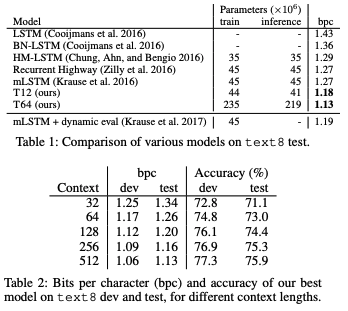 Parameters (×10⁶)
Model train inference bpc
LSTM (Cooijmans et al. 2016) - - 1.43
BN-LSTM (Cooijmans et al. 2016) - - 1.36
HM-LSTM (Chung, Ahn, and Bengio 2016) 35 35 1.29
Recurrent Highway (Zilly et al. 2016) 45 45 1.27
mLSTM (Krause et al. 2016) 45 45 1.27
T12 (ours) 44 41 1.18
T64 (ours) 235 219 1.13
mLSTM + dynamic eval (Krause et al. 2017) 45 - 1.19
Table 1: Comparison of various models on text8 test.
bpc Accuracy (%)
Context dev test dev test
32 1.25 1.34 72.8 71.1
64 1.17 1.26 74.8 73.0
128 1.12 1.20 76.1 74.4
256 1.09 1.16 76.9 75.3
512 1.06 1.13 77.3 75.9
Table 2: Bits per character (bpc) and accuracy of our best
model on text8 dev and test, for different context lengths.